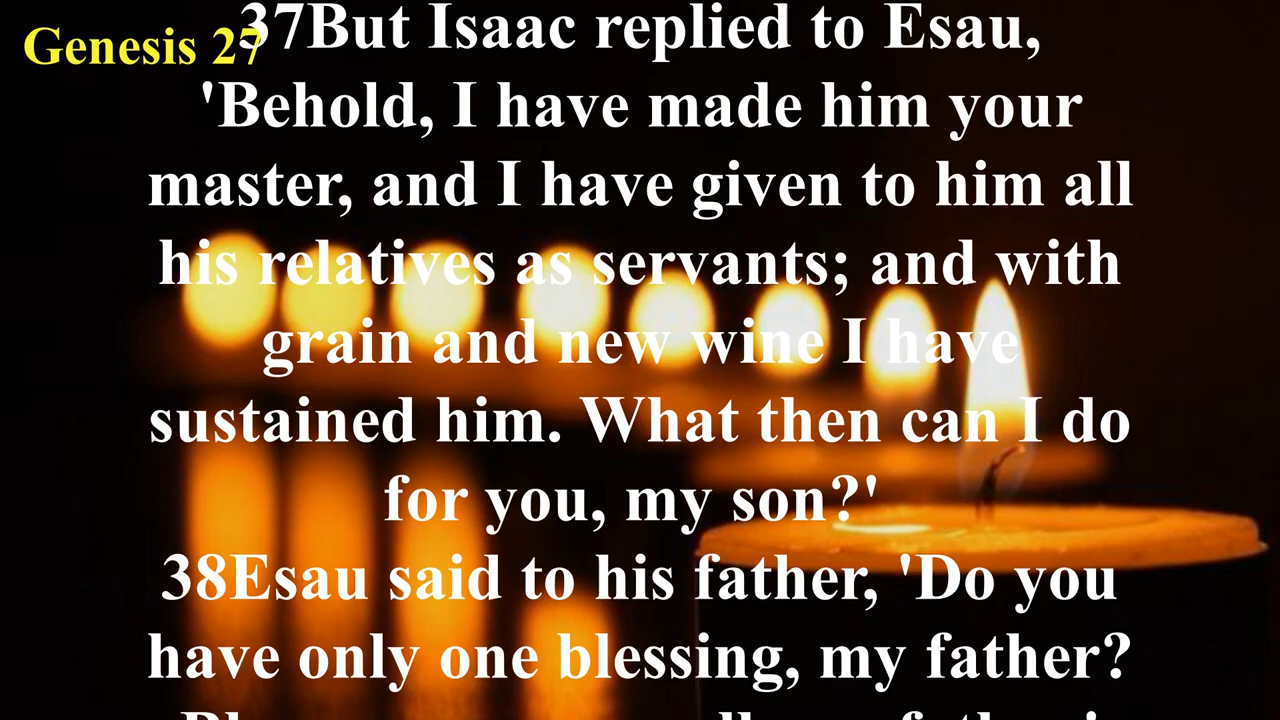 Genesis 27
37But Isaac replied to Esau,
'Behold, I have made him your
master, and I have given to him all
his relatives as servants; and with
grain and new wine I have
sustained him. What then can I do
for you, my son?'
38Esau said to his father, 'Do you
have only one blessing, my father?